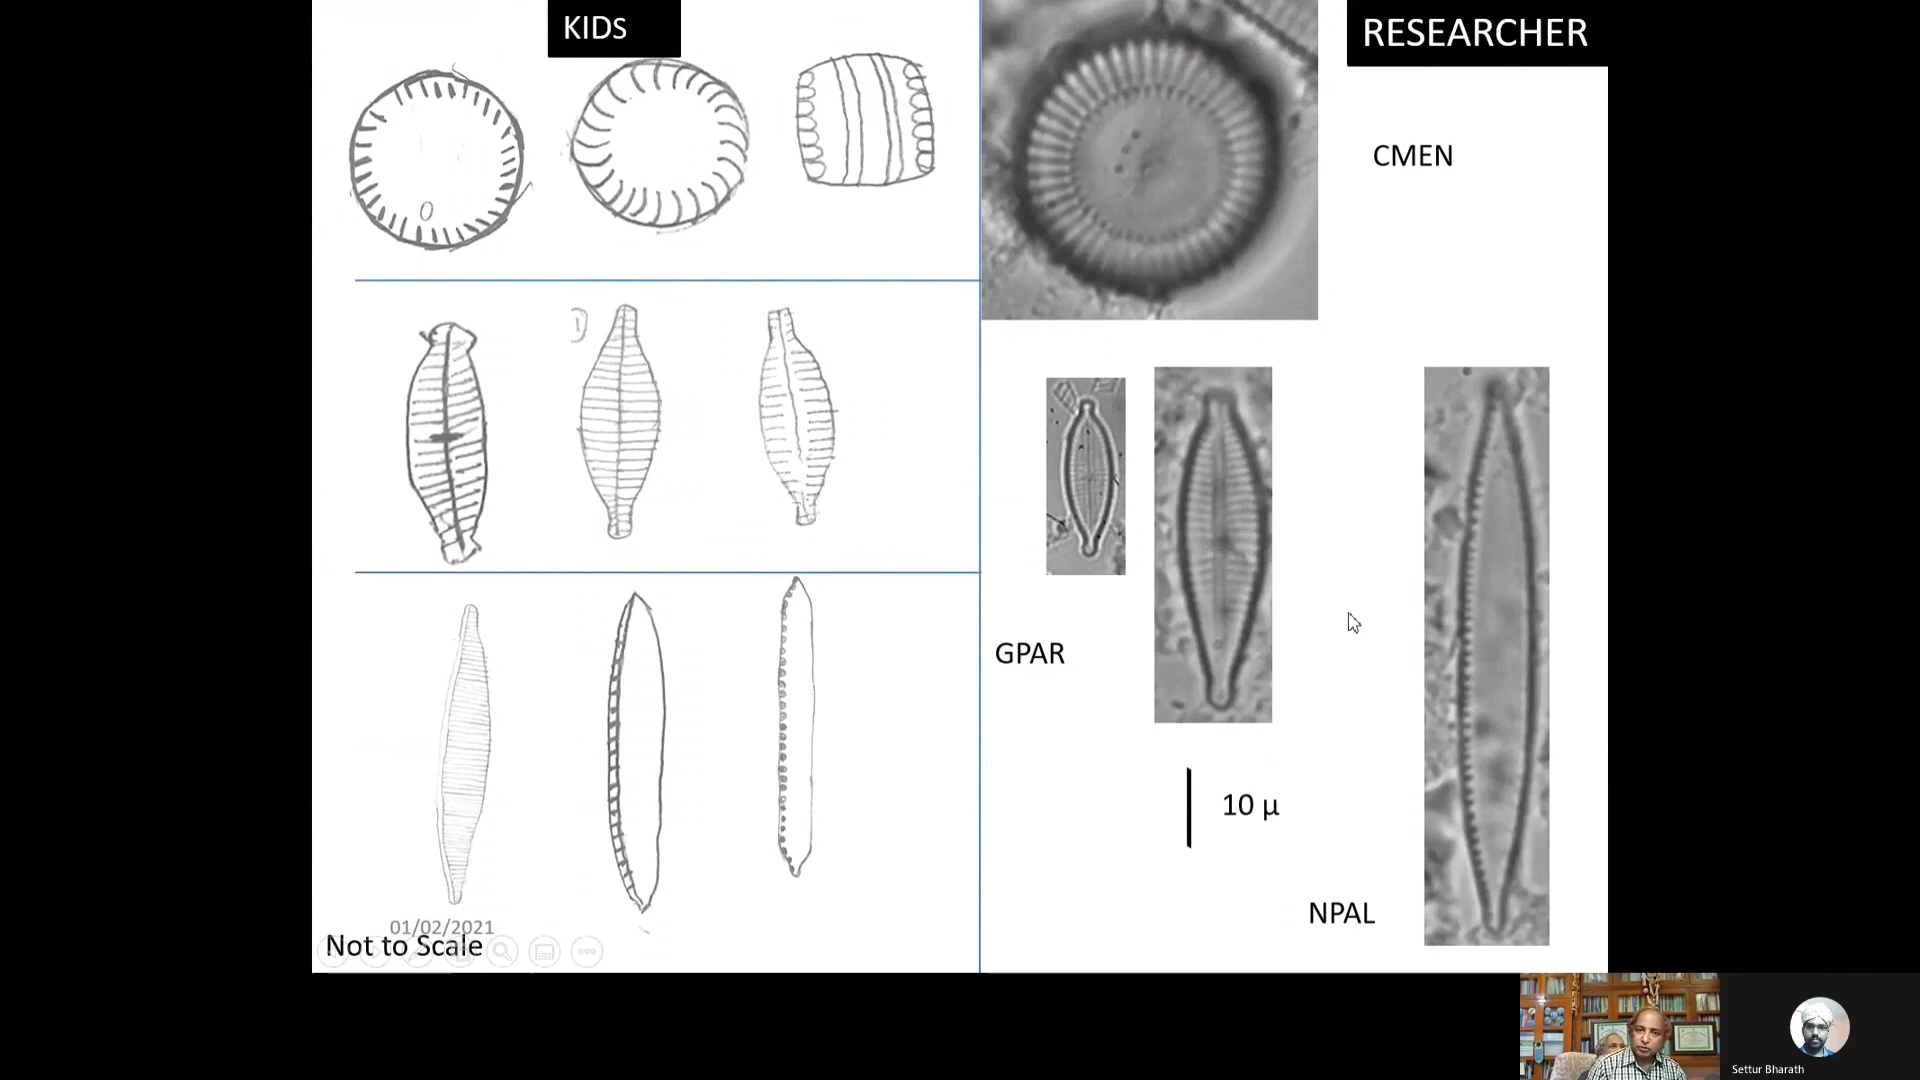 KIDs
RESEARCHER
CMEN
GPAR
10 µ
NPAL
01/02/2021
Not to Scale
Settur Bharath